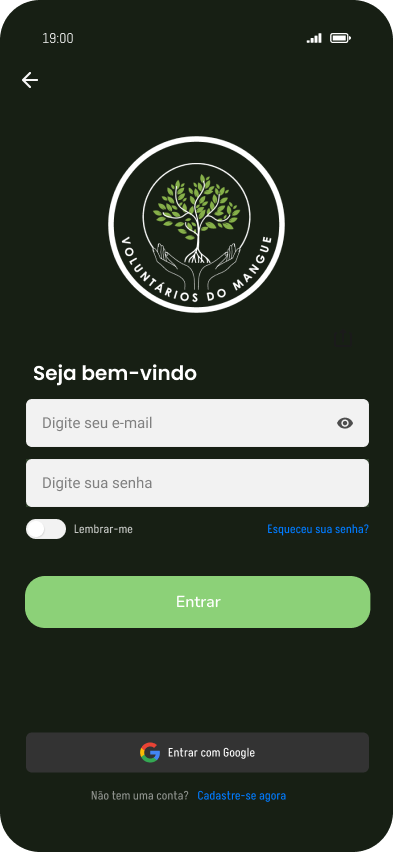 19:00
VOLUNTÁRIOS DO MANGUE
Seja bem-vindo
Digite seu e-mail
Digite sua senha
Lembrar-me Esqueceu sua senha?
Entrar
Entrar com Google
Não tem uma conta? Cadastre-se agora